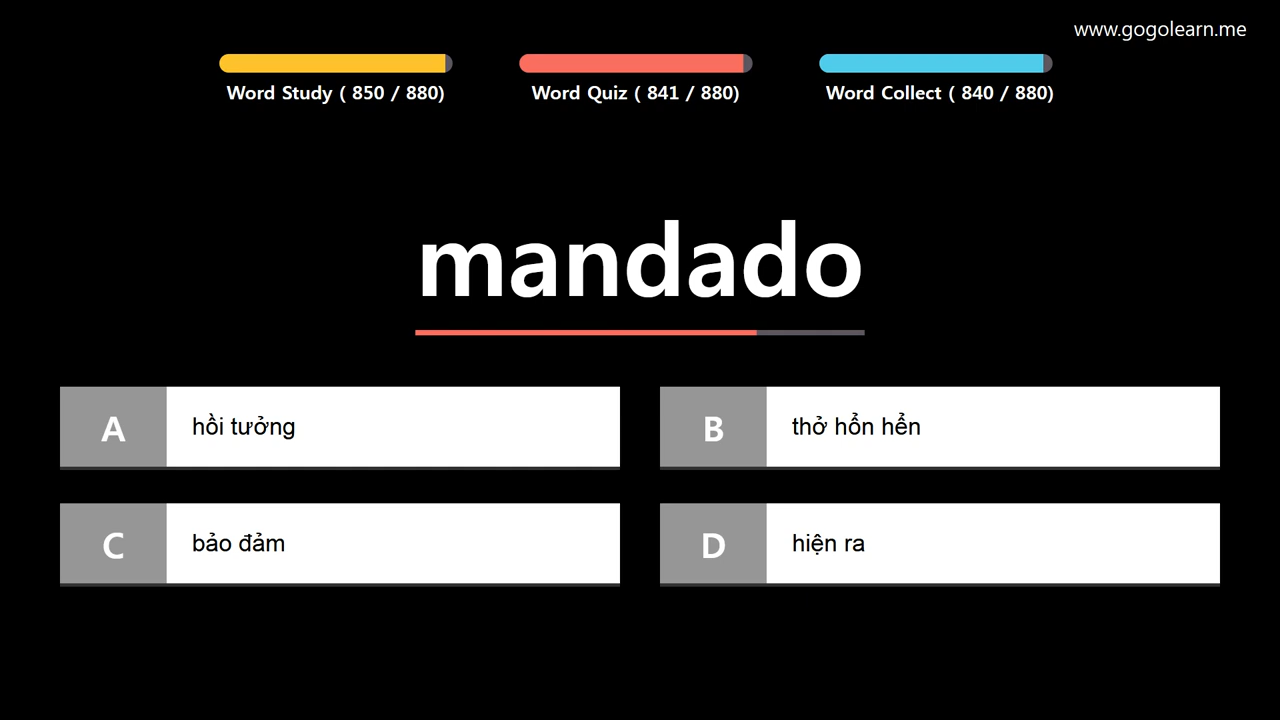 www.gogolearn.me
Word Study ( 850 / 880)
Word Quiz ( 841 / 880)
Word Collect ( 840 / 880)
mandado
A hồi tưởng
B thở hổn hển
C bảo đảm
D hiện ra